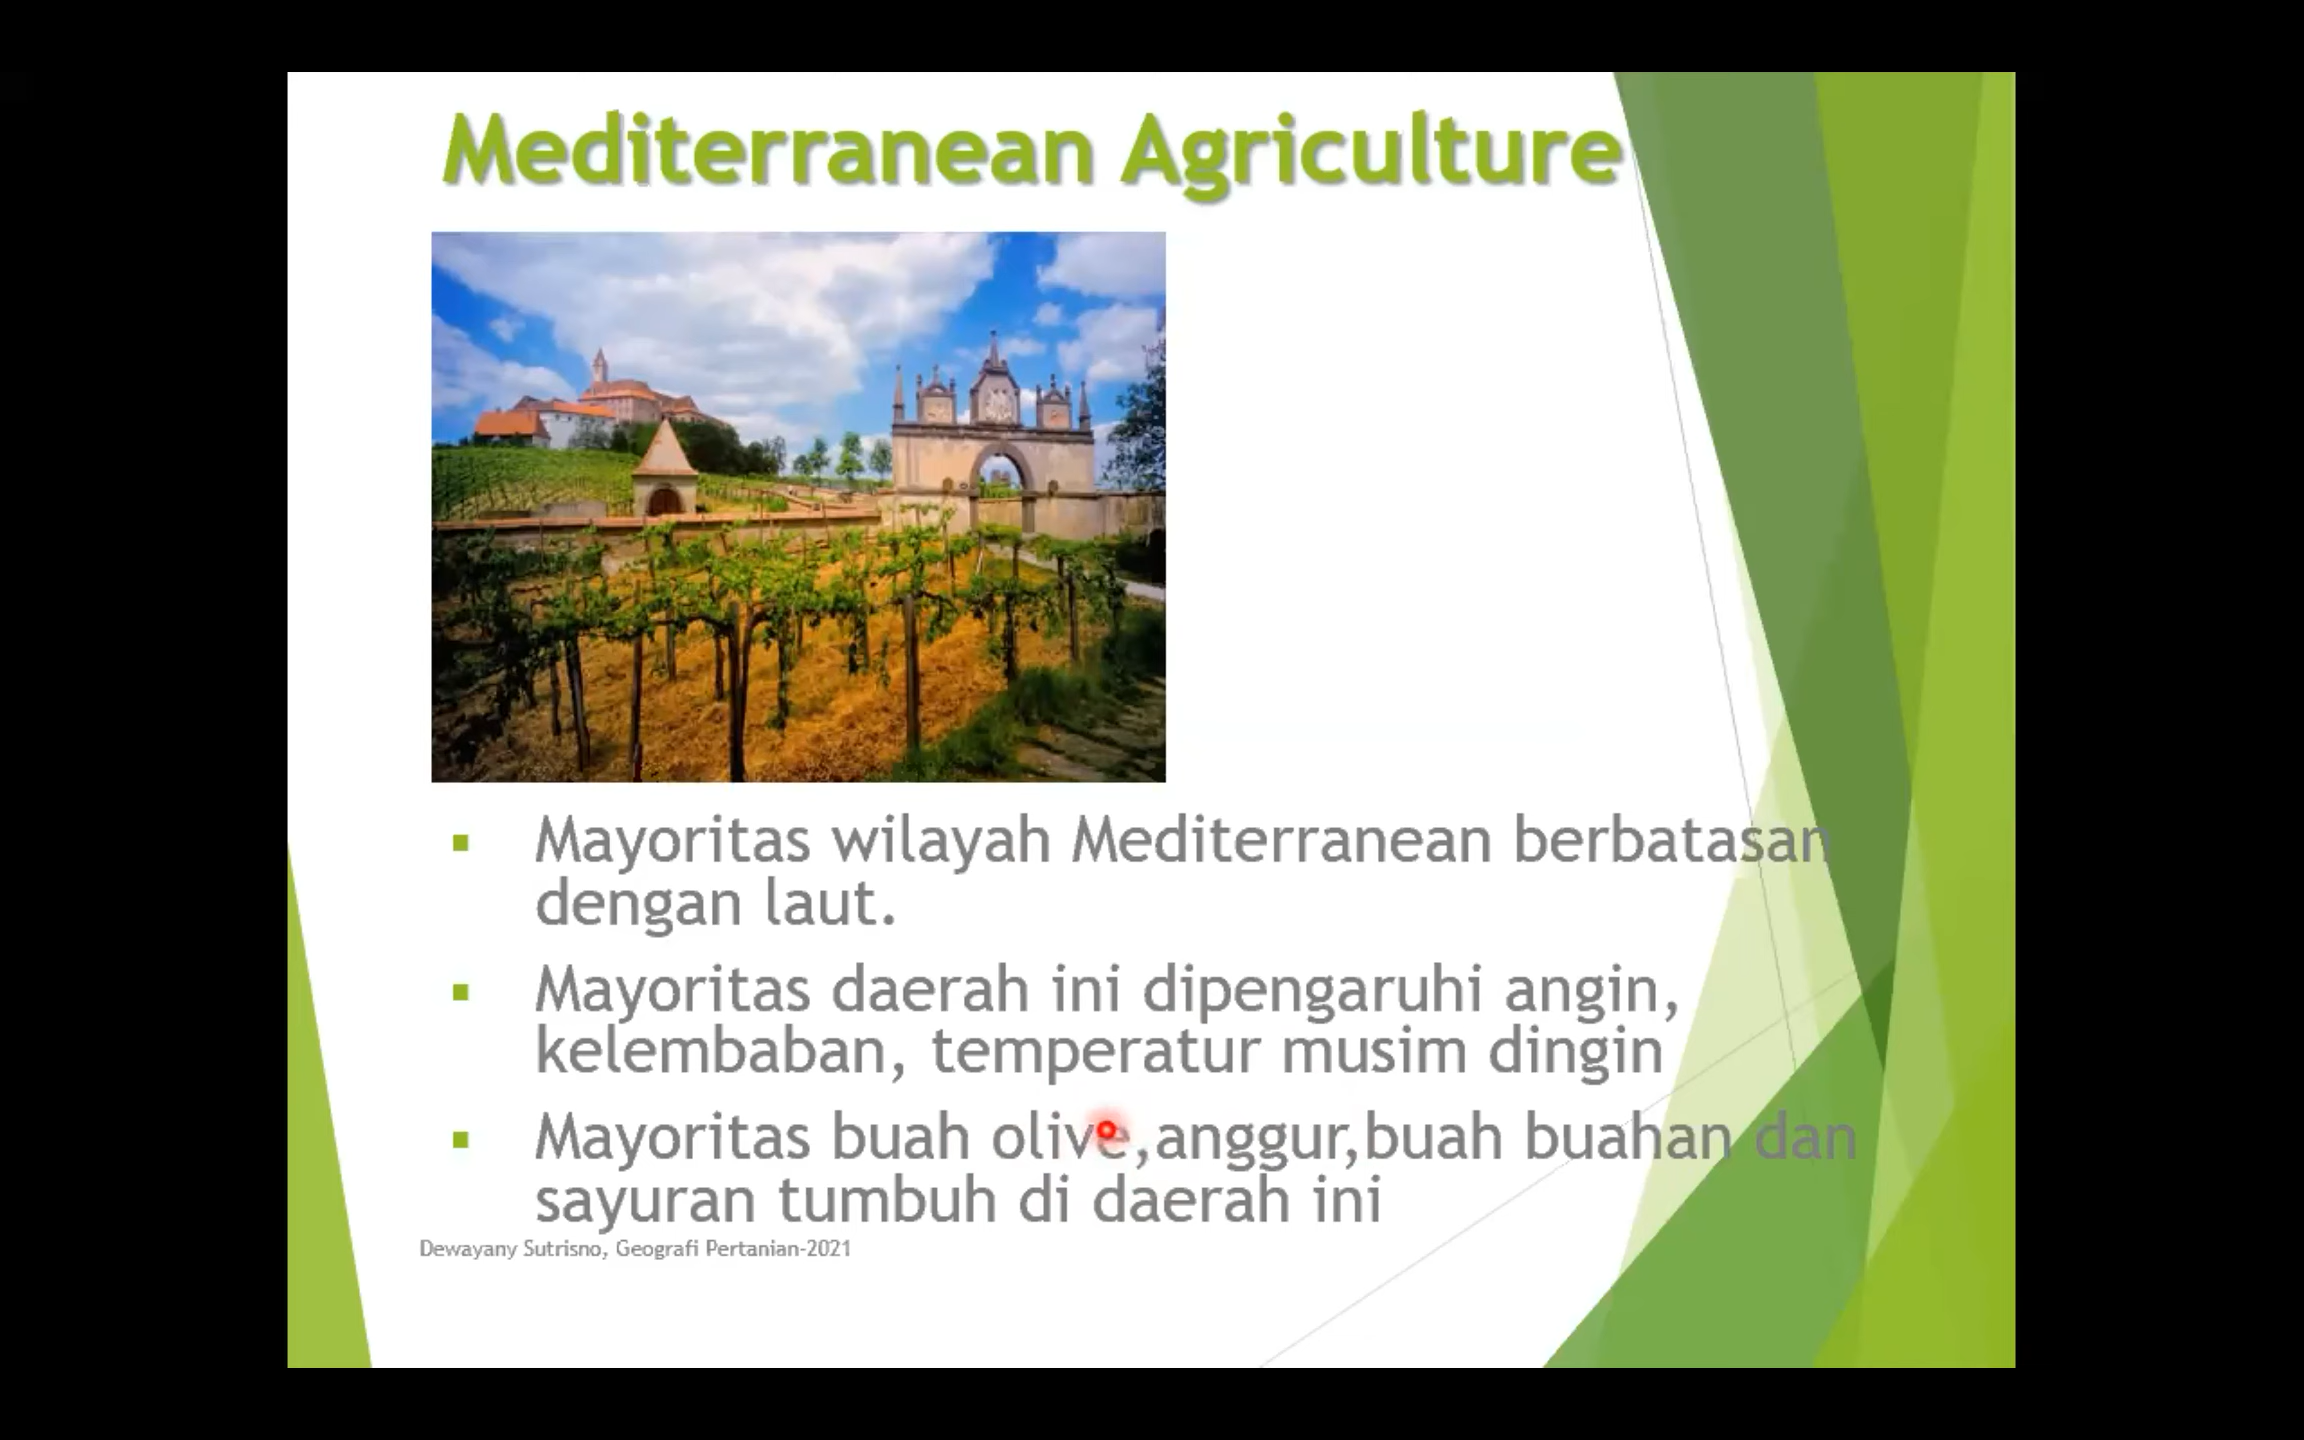 Mediterranean Agriculture
▪ Mayoritas wilayah Mediterranean berbatasan
dengan laut.
▪ Mayoritas daerah ini dipengaruhi angin,
kelembaban, temperatur musim dingin
▪ Mayoritas buah olive,anggur,buah buahan dan
sayuran tumbuh di daerah ini
Dewayany Sutrisno, Geografi Pertanian-2021